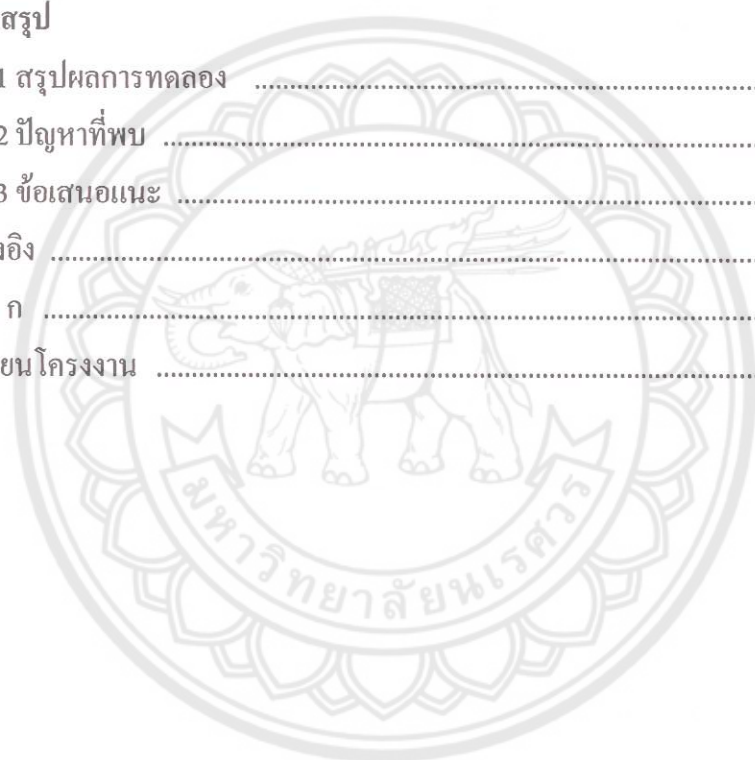 สรุป
1 สรุปผลการทดลอง ................................................................
2 ปัญหาที่พบ ................................................................
3 ข้อเสนอแนะ ................................................................
งอิง ................................................................
ก ................................................................
ยนโครงงาน ................................................................
มหาวิทยาลัยนเรศวร